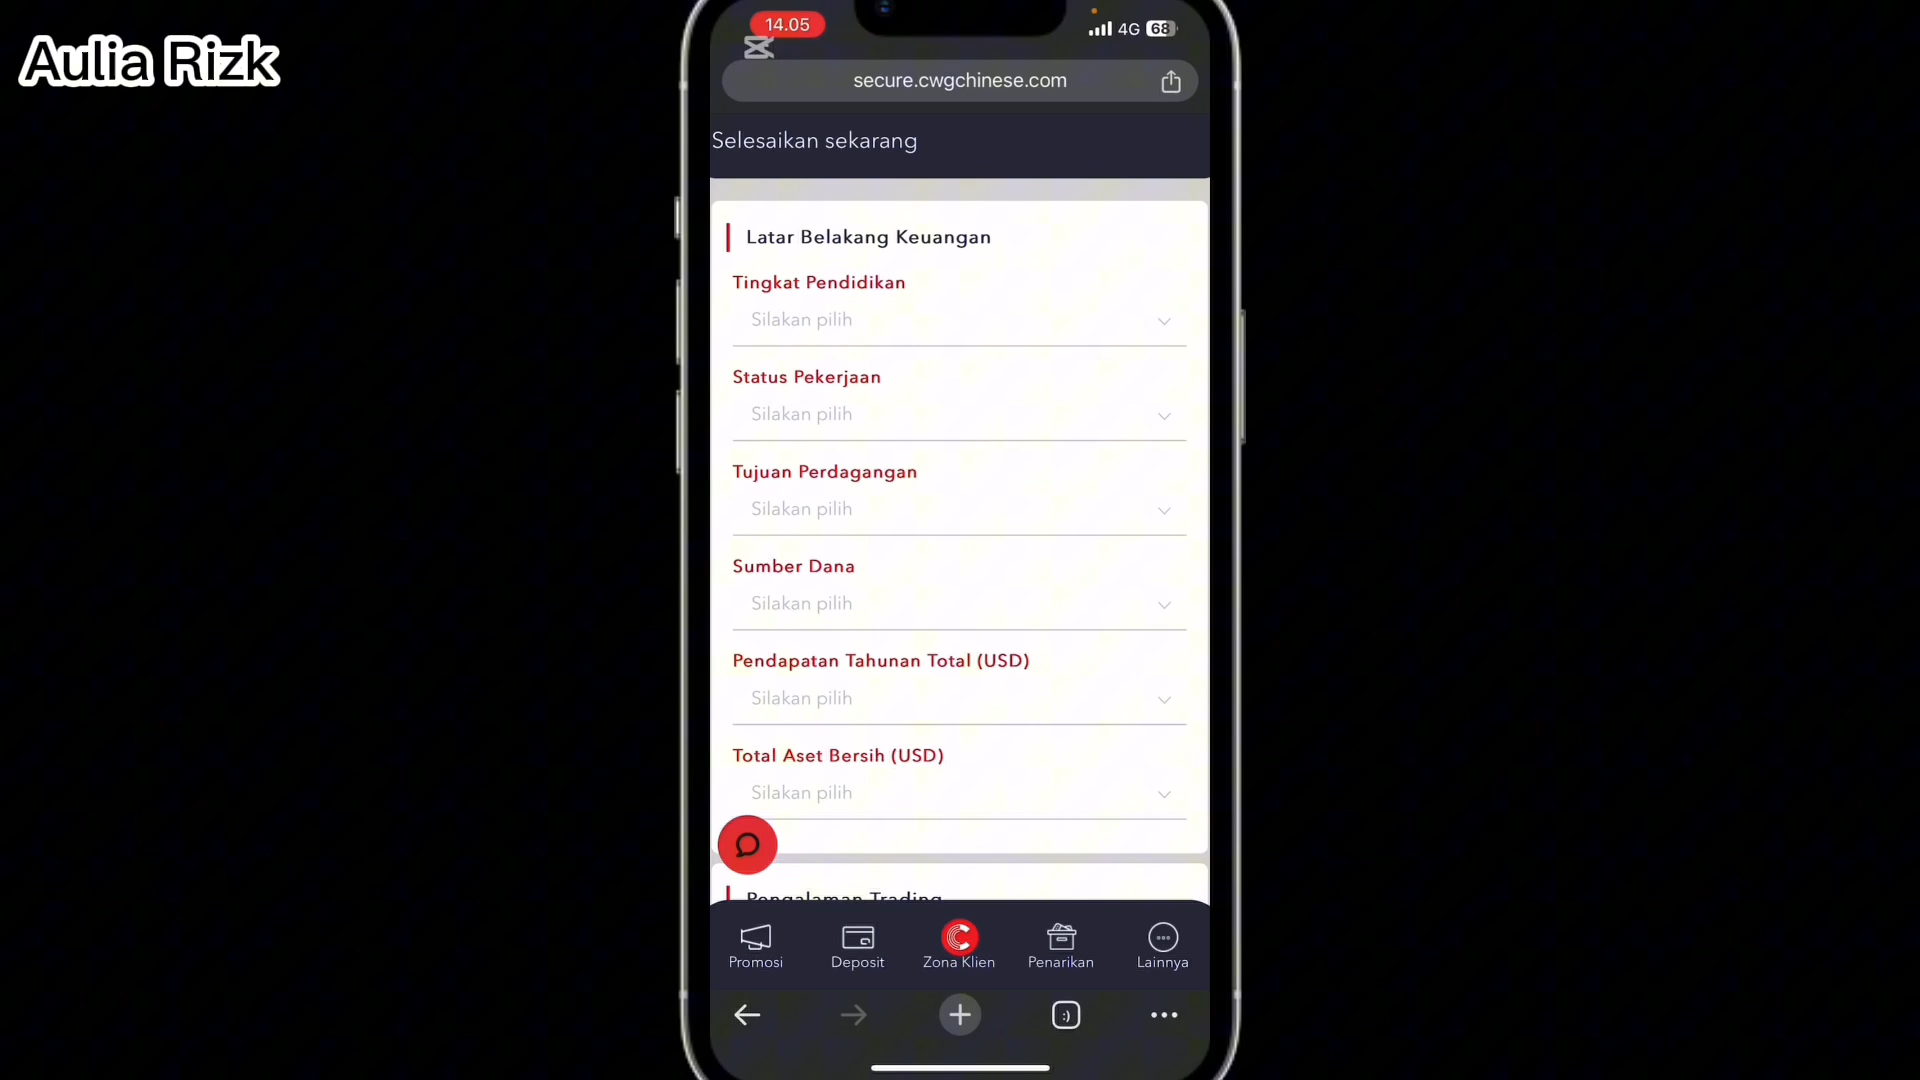 Aulia Rizk
14.05
4G 68
secure.cwgchinese.com
Selesaikan sekarang
Latar Belakang Keuangan
Tingkat Pendidikan
Silakan pilih
Status Pekerjaan
Silakan pilih
Tujuan Perdagangan
Silakan pilih
Sumber Dana
Silakan pilih
Pendapatan Tahunan Total (USD)
Silakan pilih
Total Aset Bersih (USD)
Silakan pilih
Pengalaman Trading
Promosi Deposit Zona Klien Penarikan Lainnya
:)